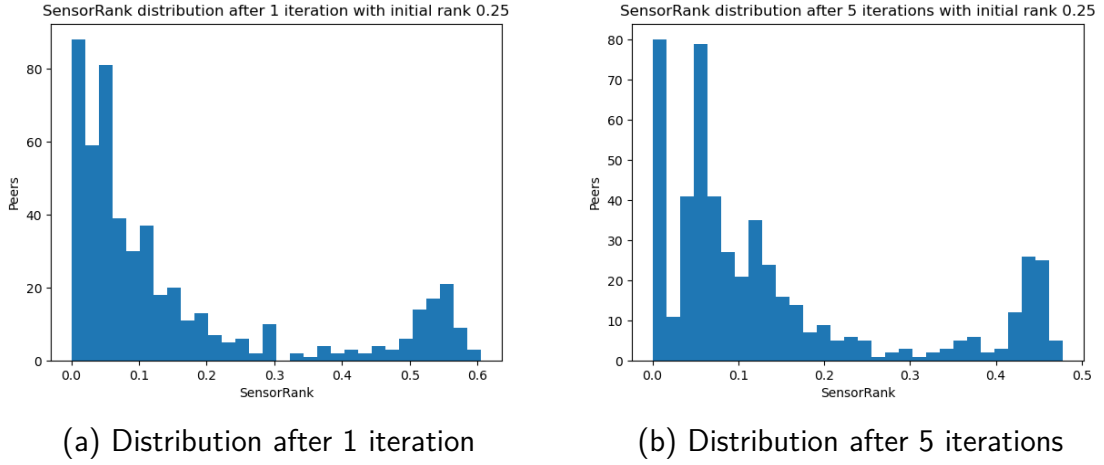 SensorRank distribution after 1 iteration with initial rank 0.25
80
60
40
20
0
Peers
0.0 0.1 0.2 0.3 0.4 0.5 0.6
SensorRank
(a) Distribution after 1 iteration
SensorRank distribution after 5 iterations with initial rank 0.25
80
70
60
50
40
30
20
10
0
Peers
0.0 0.1 0.2 0.3 0.4 0.5
SensorRank
(b) Distribution after 5 iterations